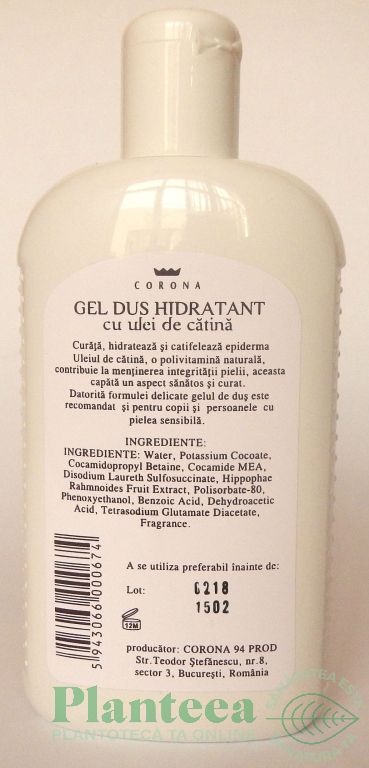 CORONA
GEL DUS HIDRATANT
cu ulei de cătină
Curăță, hidratează și catifelează epiderma
Uleiul de cătină, o polivitamină naturală,
contribuie la menținerea integrității pielii, aceasta
capătă un aspect sănătos și curat.
Datorită formulei delicate gelul de duș este
recomandat și pentru copii și persoanele cu
pielea sensibilă.
INGREDIENTE:
INGREDIENTE: Water, Potassium Cocoate,
Cocamidopropyl Betaine, Cocamide MEA,
Disodium Laureth Sulfosuccinate, Hippophae
Rahmnoides Fruit Extract, Polisorbate-80,
Phenoxyethanol, Benzoic Acid, Dehydroacetic
Acid, Tetrasodium Glutamate Diacetate,
Fragrance.
5943066000674
A se utiliza preferabil înainte de:
Lot: 0218
1502
12M
producător: CORONA 94 PROD
Str.Teodor Ștefănescu, nr.8,
sector 3, București, România
Planteea
PLANTOTECA TA ONLINE